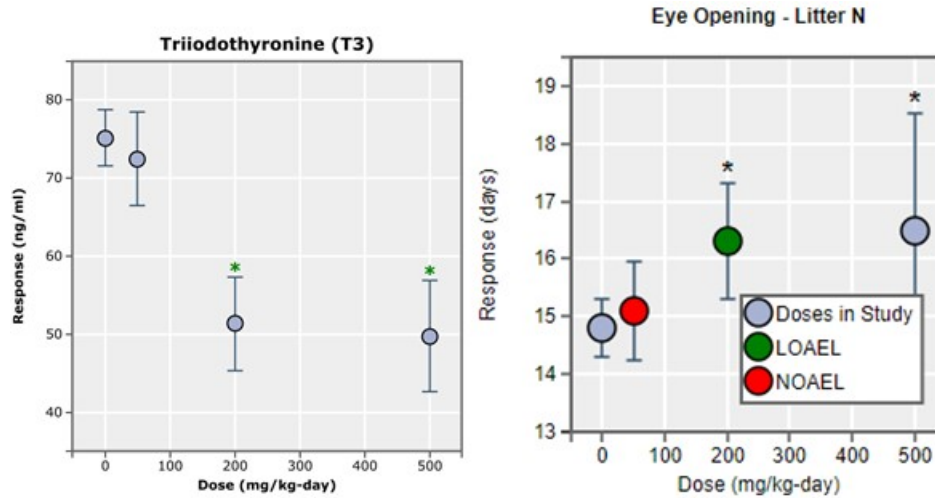 Triiodothyronine (T3)
Response (ng/ml)
80
70
60
50
40
*
*
0 100 200 300 400 500
Dose (mg/kg-day)
Eye Opening - Litter N
Response (days)
19
18
17
16
15
14
13
*
*
Doses in Study
LOAEL
NOAEL
0 100 200 300 400 500
Dose (mg/kg-day)